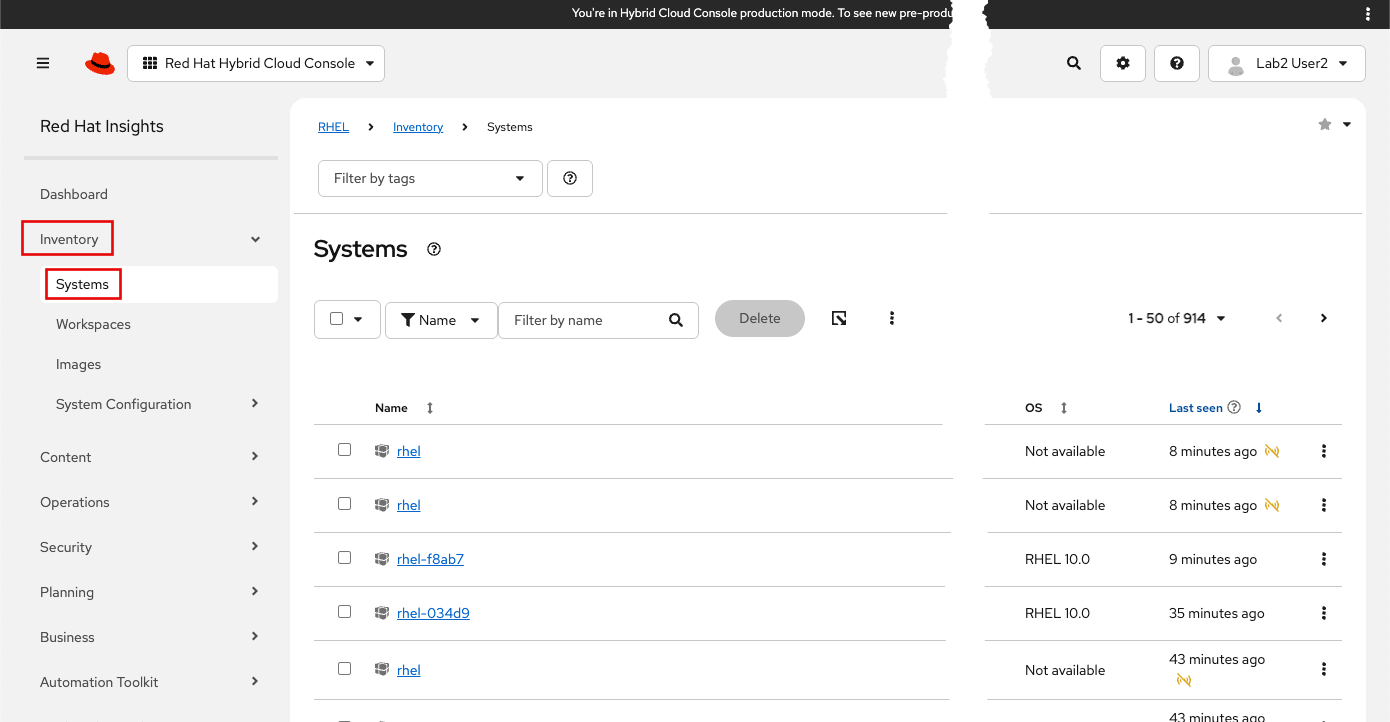 You're in Hybrid Cloud Console production mode. To see new pre-produ
Red Hat Hybrid Cloud Console
Lab2 User2
Red Hat Insights
Dashboard
Inventory
Systems
Workspaces
Images
System Configuration
Content
Operations
Security
Planning
Business
Automation Toolkit
RHEL > Inventory > Systems
Filter by tags
Systems
Name
Filter by name
Delete
1 - 50 of 914
Name OS Last seen
rhel Not available 8 minutes ago
rhel Not available 8 minutes ago
rhel-f8ab7 RHEL 10.0 9 minutes ago
rhel-034d9 RHEL 10.0 35 minutes ago
rhel Not available 43 minutes ago
43 minutes ago